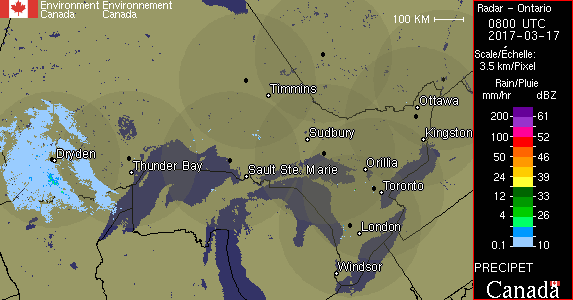 Environment Environnement
Canada Canada
100 KM
Timmins
Ottawa
Sudbury
Kingston
Dryden
Thunder Bay
Sault Ste. Marie
Orillia
Toronto
London
Windsor
Radar - Ontario
0800 UTC
2017-03-17
Scale/Échelle:
3.5 km/Pixel
Rain/Pluie
mm/hr dBZ
200 61
100 52
50 46
24 39
12 33
4 26
0.1 10
PRECIPET
Canada